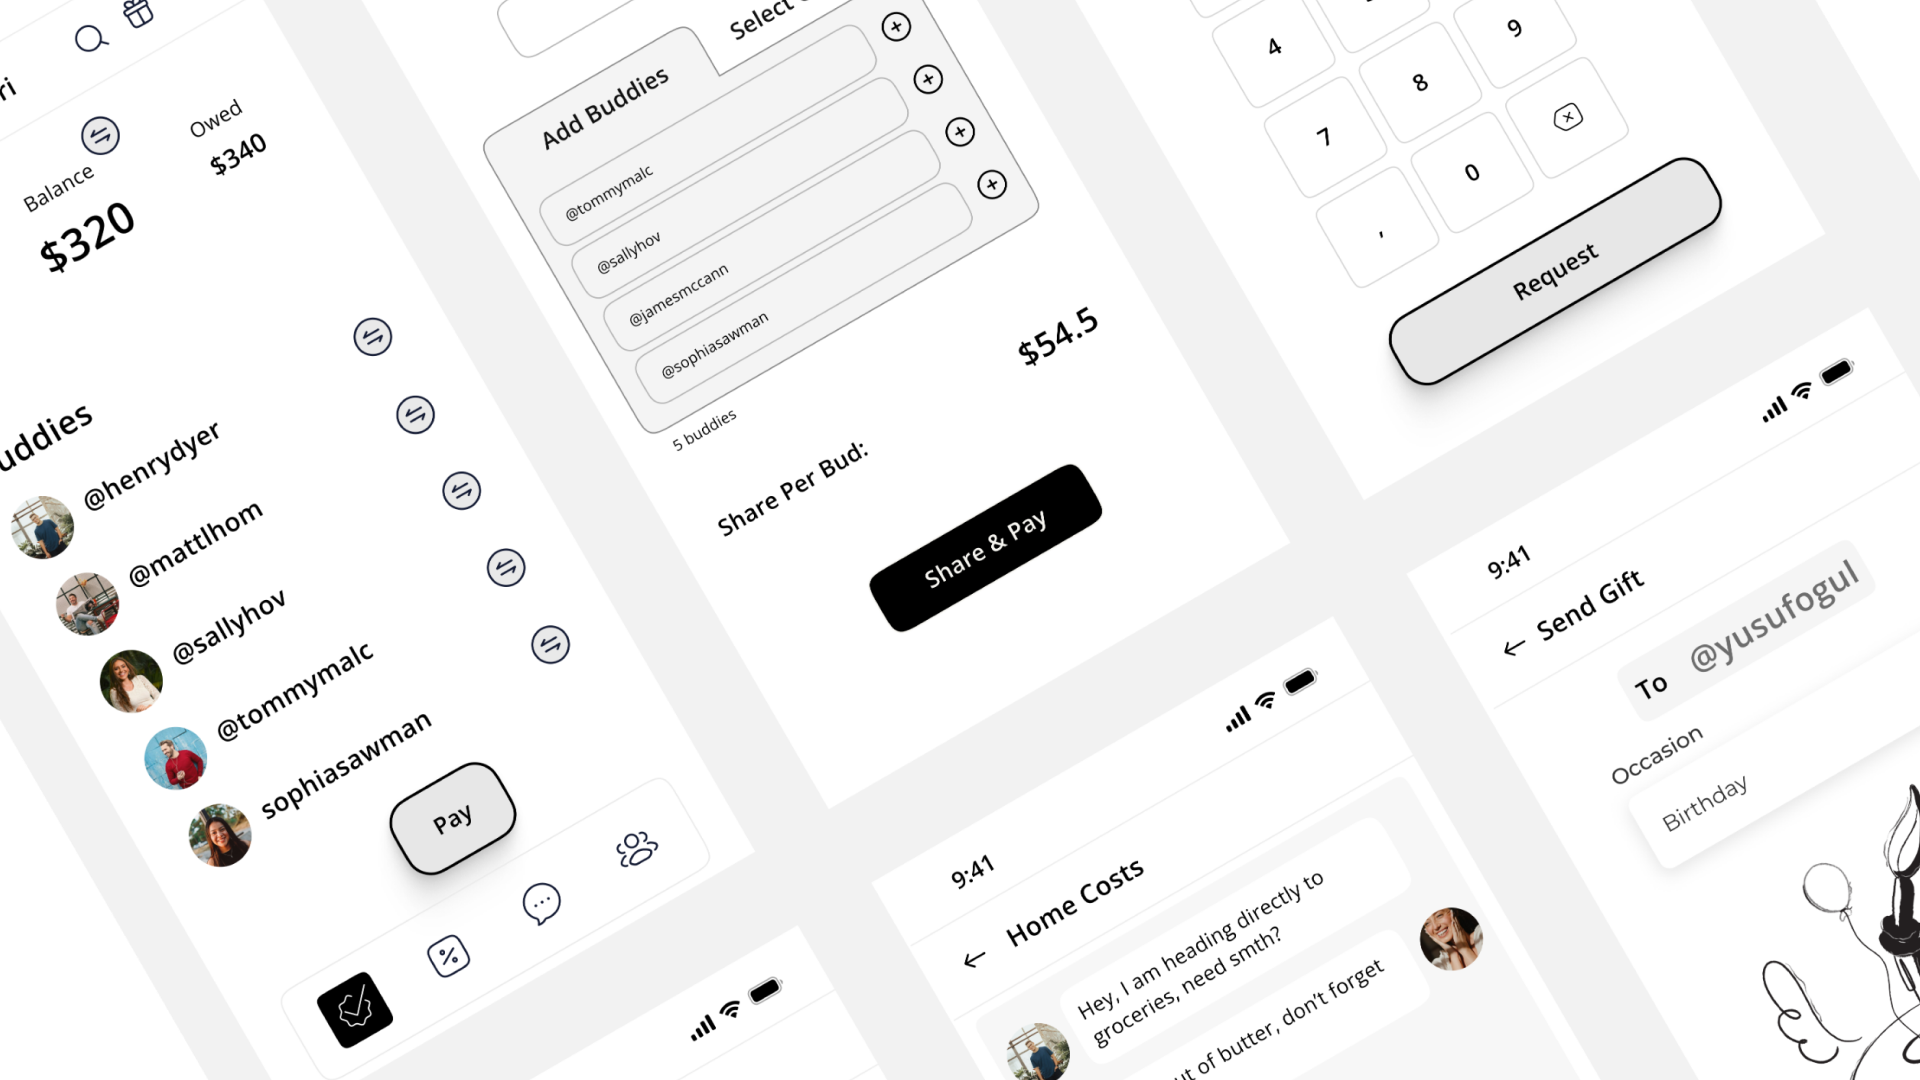 ri
Balance
$320
Owed
$340
uddies
@henrydyer
@mattlhom
@sallyhov
@tommymalc
sophiasawman
Pay
Add Buddies
Select
@tommymalc
@sallyhov
@jamesmccann
@sophiasawman
5 buddies
Share Per Bud:
$54.5
Share & Pay
4
9
7
8
,
0
Request
9:41
Home Costs
Hey, I am heading directly to
groceries, need smth?
ut of butter, don't forget
9:41
Send Gift
To @yusufogul
Occasion
Birthday